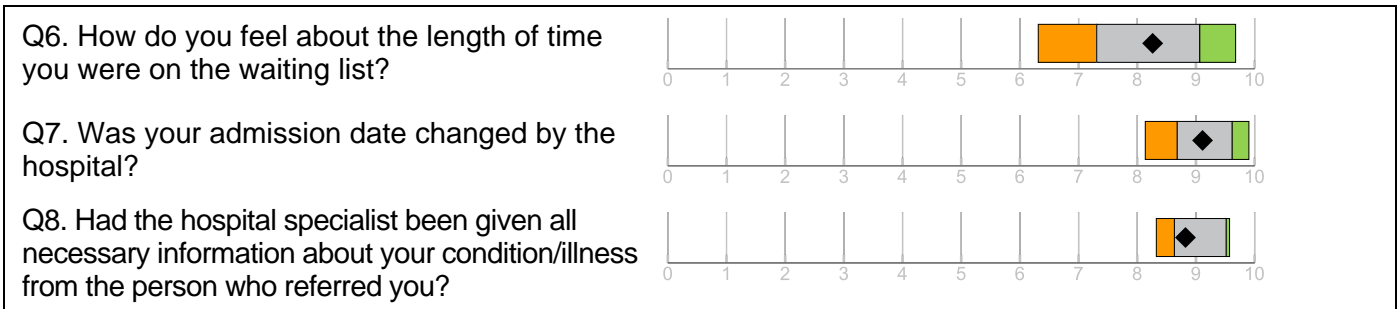 Q6. How do you feel about the length of time
you were on the waiting list?
0 1 2 3 4 5 6 7 8 9 10
Q7. Was your admission date changed by the
hospital?
0 1 2 3 4 5 6 7 8 9 10
Q8. Had the hospital specialist been given all
necessary information about your condition/illness
from the person who referred you?
0 1 2 3 4 5 6 7 8 9 10